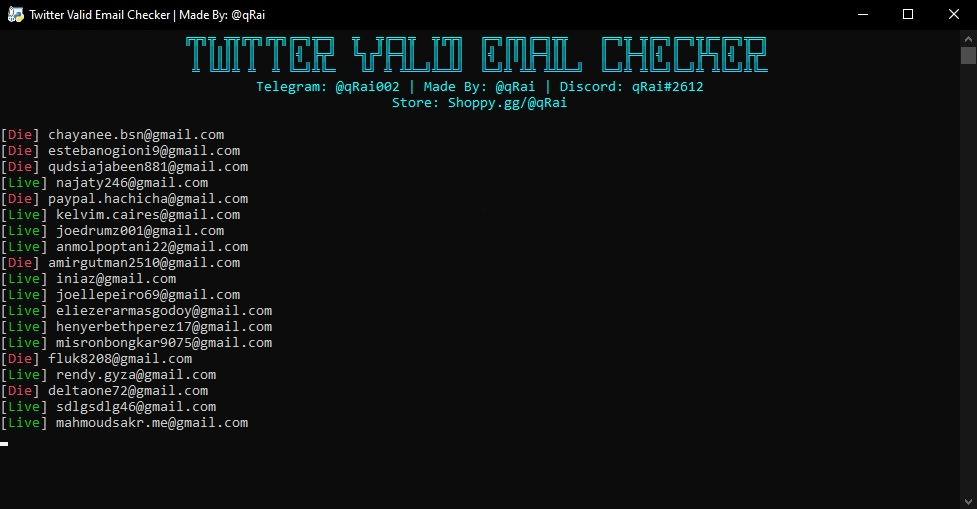 Twitter Valid Email Checker | Made By: @qRai
TWITTER VALID EMAIL CHECKER
Telegram: @qRai002 | Made By: @qRai | Discord: qRai#2612
Store: Shoppy.gg/@qRai
[Die] chayanee.bsn@gmail.com
[Die] estebanogioni9@gmail.com
[Die] qudsiajabeen881@gmail.com
[Live] najaty246@gmail.com
[Die] paypal.hachicha@gmail.com
[Live] kelvim.caires@gmail.com
[Live] joedrumz001@gmail.com
[Live] anmolpoptani22@gmail.com
[Die] amirgutman2510@gmail.com
[Live] iniaz@gmail.com
[Live] joellepeiro69@gmail.com
[Live] eliezerarmasgodoy@gmail.com
[Live] henyerbethperez17@gmail.com
[Live] misronbongkar9075@gmail.com
[Die] fluk8208@gmail.com
[Live] rendy.gyza@gmail.com
[Die] deltaone72@gmail.com
[Live] sdlgsdlg46@gmail.com
[Live] mahmoudsakr.me@gmail.com